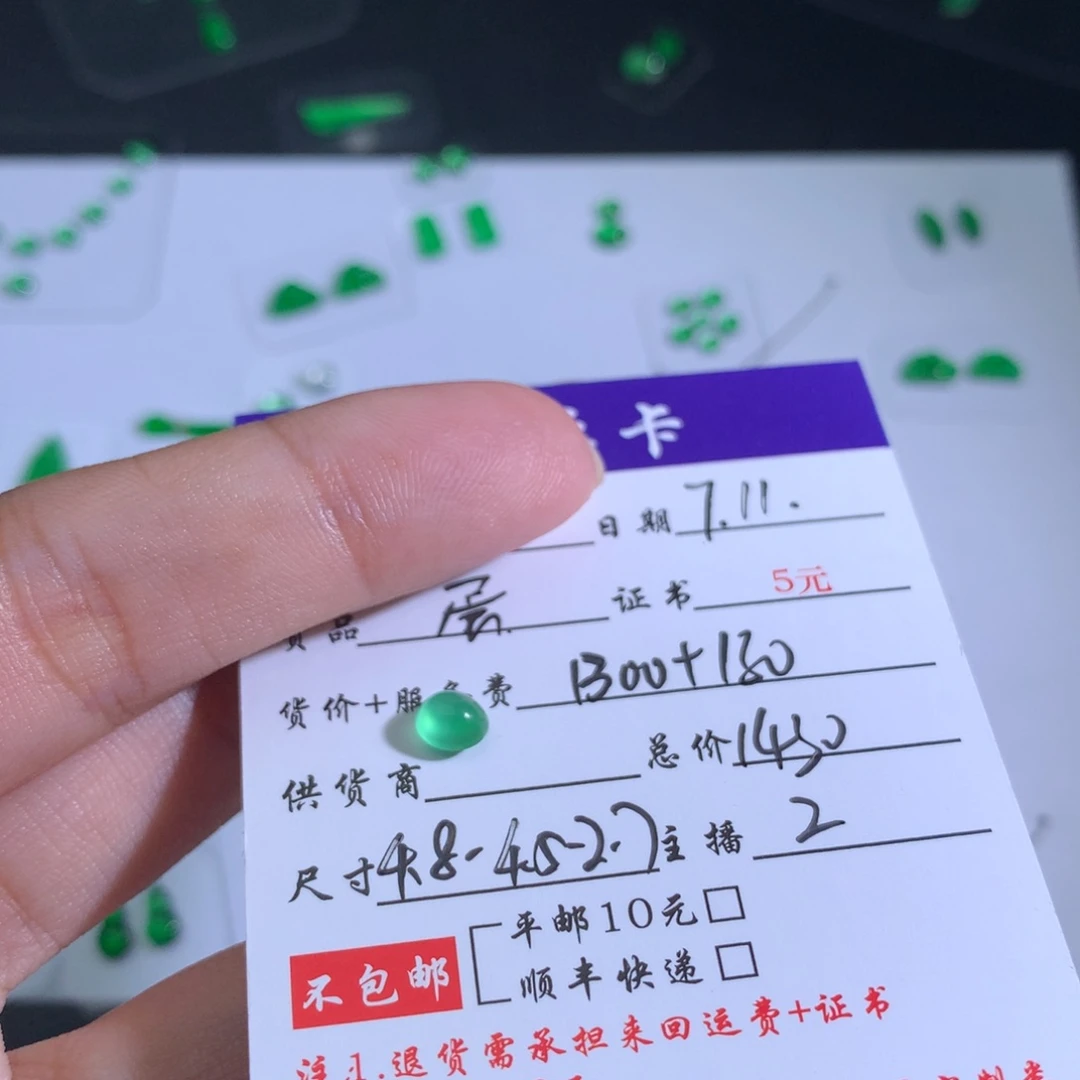 卡
日期 7.11.
货品 证书 5元
货价+服务费 1300+150
供货商 总价 1450
尺寸 4.8-4.5-2.7 主播 2
平邮10元
不包邮
顺丰快递
注:1.退货需承担来回运费+证书